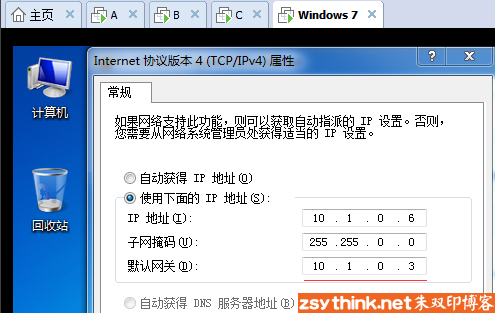 主页 A B C Windows 7
Internet 协议版本 4 (TCP/IPv4) 属性 ? X
常规
计算机
如果网络支持此功能，则可以获取自动指派的 IP 设置。否则，
您需要从网络系统管理员处获得适当的 IP 设置。
自动获得 IP 地址(O)
回收站
使用下面的 IP 地址(S):
IP 地址(I): 10 . 1 . 0 . 6
子网掩码(U): 255 .255 . 0 . 0
默认网关(D): 10 . 1 . 0 . 3
自动获得 DNS 服务器地址(B)
zsythink.net朱双印博客